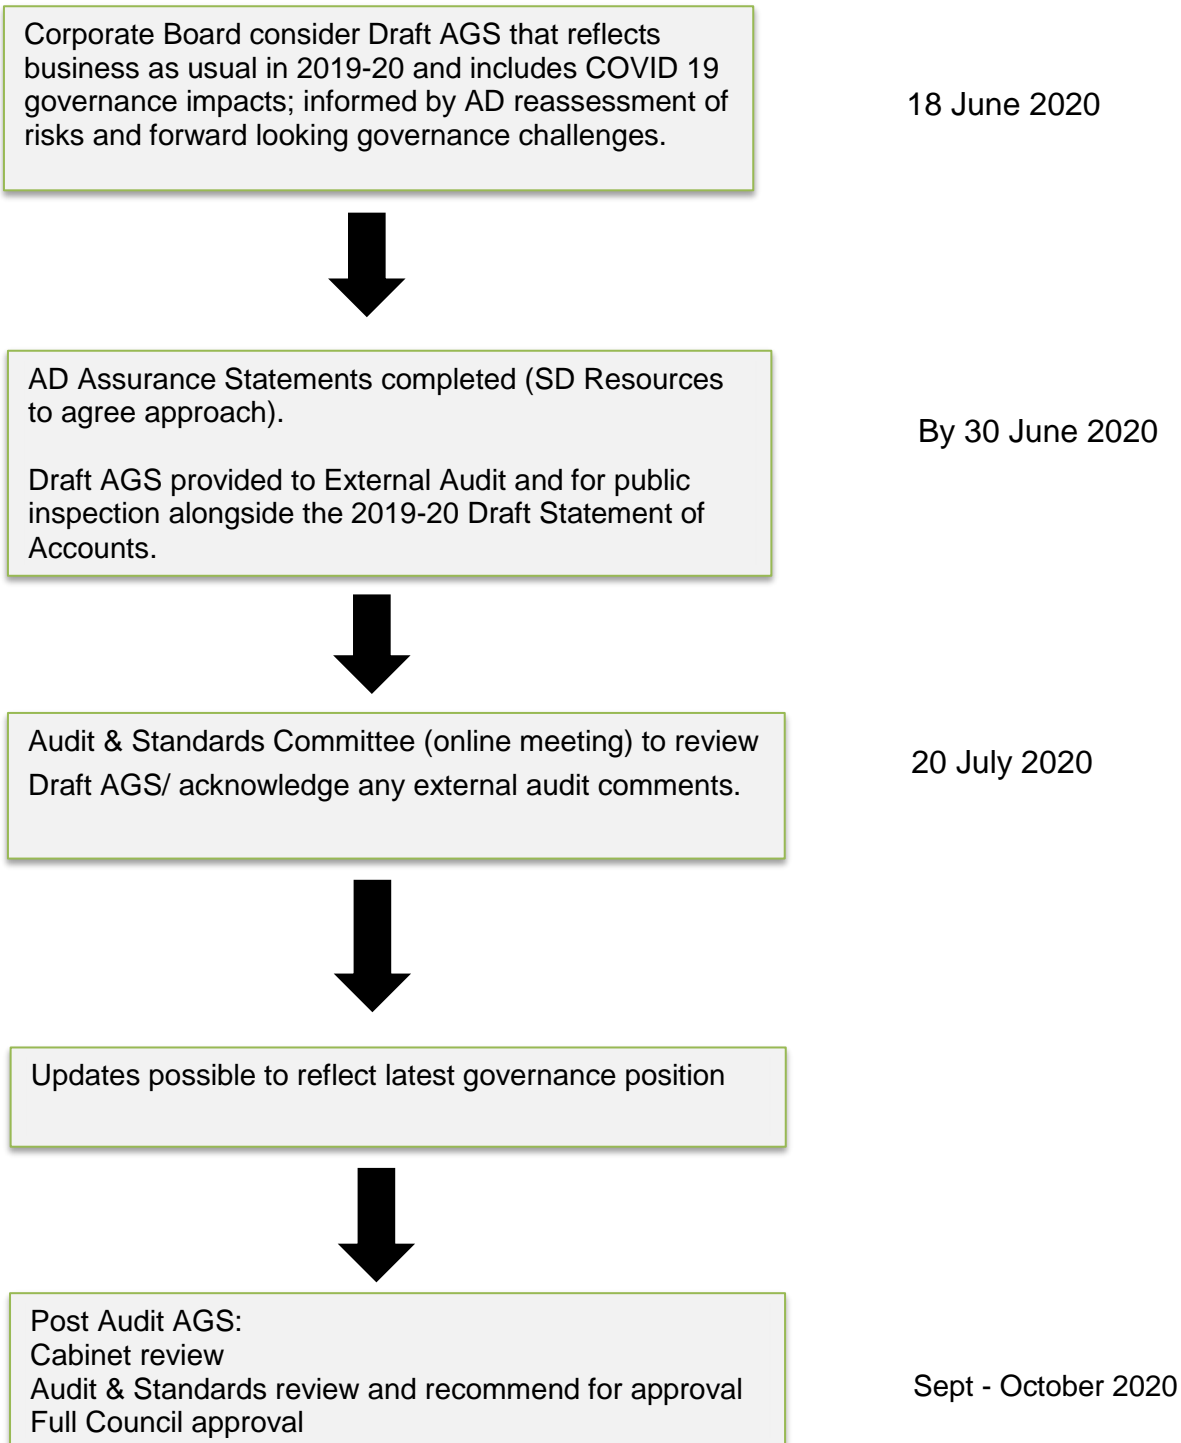 Corporate Board consider Draft AGS that reflects
business as usual in 2019-20 and includes COVID 19
governance impacts; informed by AD reassessment of
risks and forward looking governance challenges.
18 June 2020
AD Assurance Statements completed (SD Resources
to agree approach).
Draft AGS provided to External Audit and for public
inspection alongside the 2019-20 Draft Statement of
Accounts.
By 30 June 2020
Audit & Standards Committee (online meeting) to review
Draft AGS/ acknowledge any external audit comments.
20 July 2020
Updates possible to reflect latest governance position
Post Audit AGS:
Cabinet review
Audit & Standards review and recommend for approval
Full Council approval
Sept - October 2020